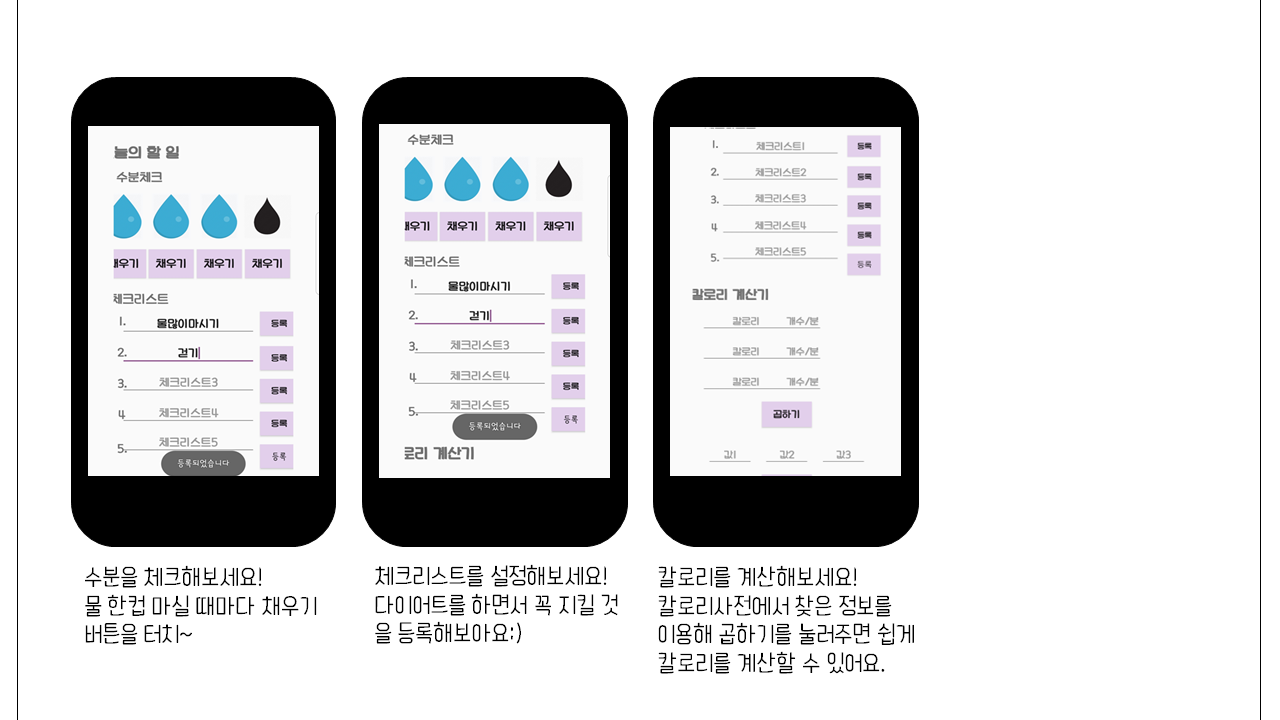 늘의 할 일
수분체크
채우기 채우기 채우기 채우기
체크리스트
1. 물많이마시기 등록
2. 걷기 등록
3. 체크리스트3 등록
4 체크리스트4 등록
5. 체크리스트5 등록
등록되었습니다
수분을 체크해보세요!
물 한컵 마실 때마다 채우기
버튼을 터치~
수분체크
채우기 채우기 채우기 채우기
체크리스트
1. 물많이마시기 등록
2. 걷기 등록
3. 체크리스트3 등록
4 체크리스트4 등록
5. 체크리스트5 등록
등록되었습니다
로리 계산기
체크리스트를 설정해보세요!
다이어트를 하면서 꼭 지킬 것
을 등록해보아요:)
1. 체크리스트1 등록
2. 체크리스트2 등록
3. 체크리스트3 등록
4 체크리스트4 등록
5. 체크리스트5 등록
칼로리 계산기
칼로리 개수/분
칼로리 개수/분
칼로리 개수/분
곱하기
값1 값2 값3
칼로리를 계산해보세요!
칼로리사전에서 찾은 정보를
이용해 곱하기를 눌러주면 쉽게
칼로리를 계산할 수 있어요.